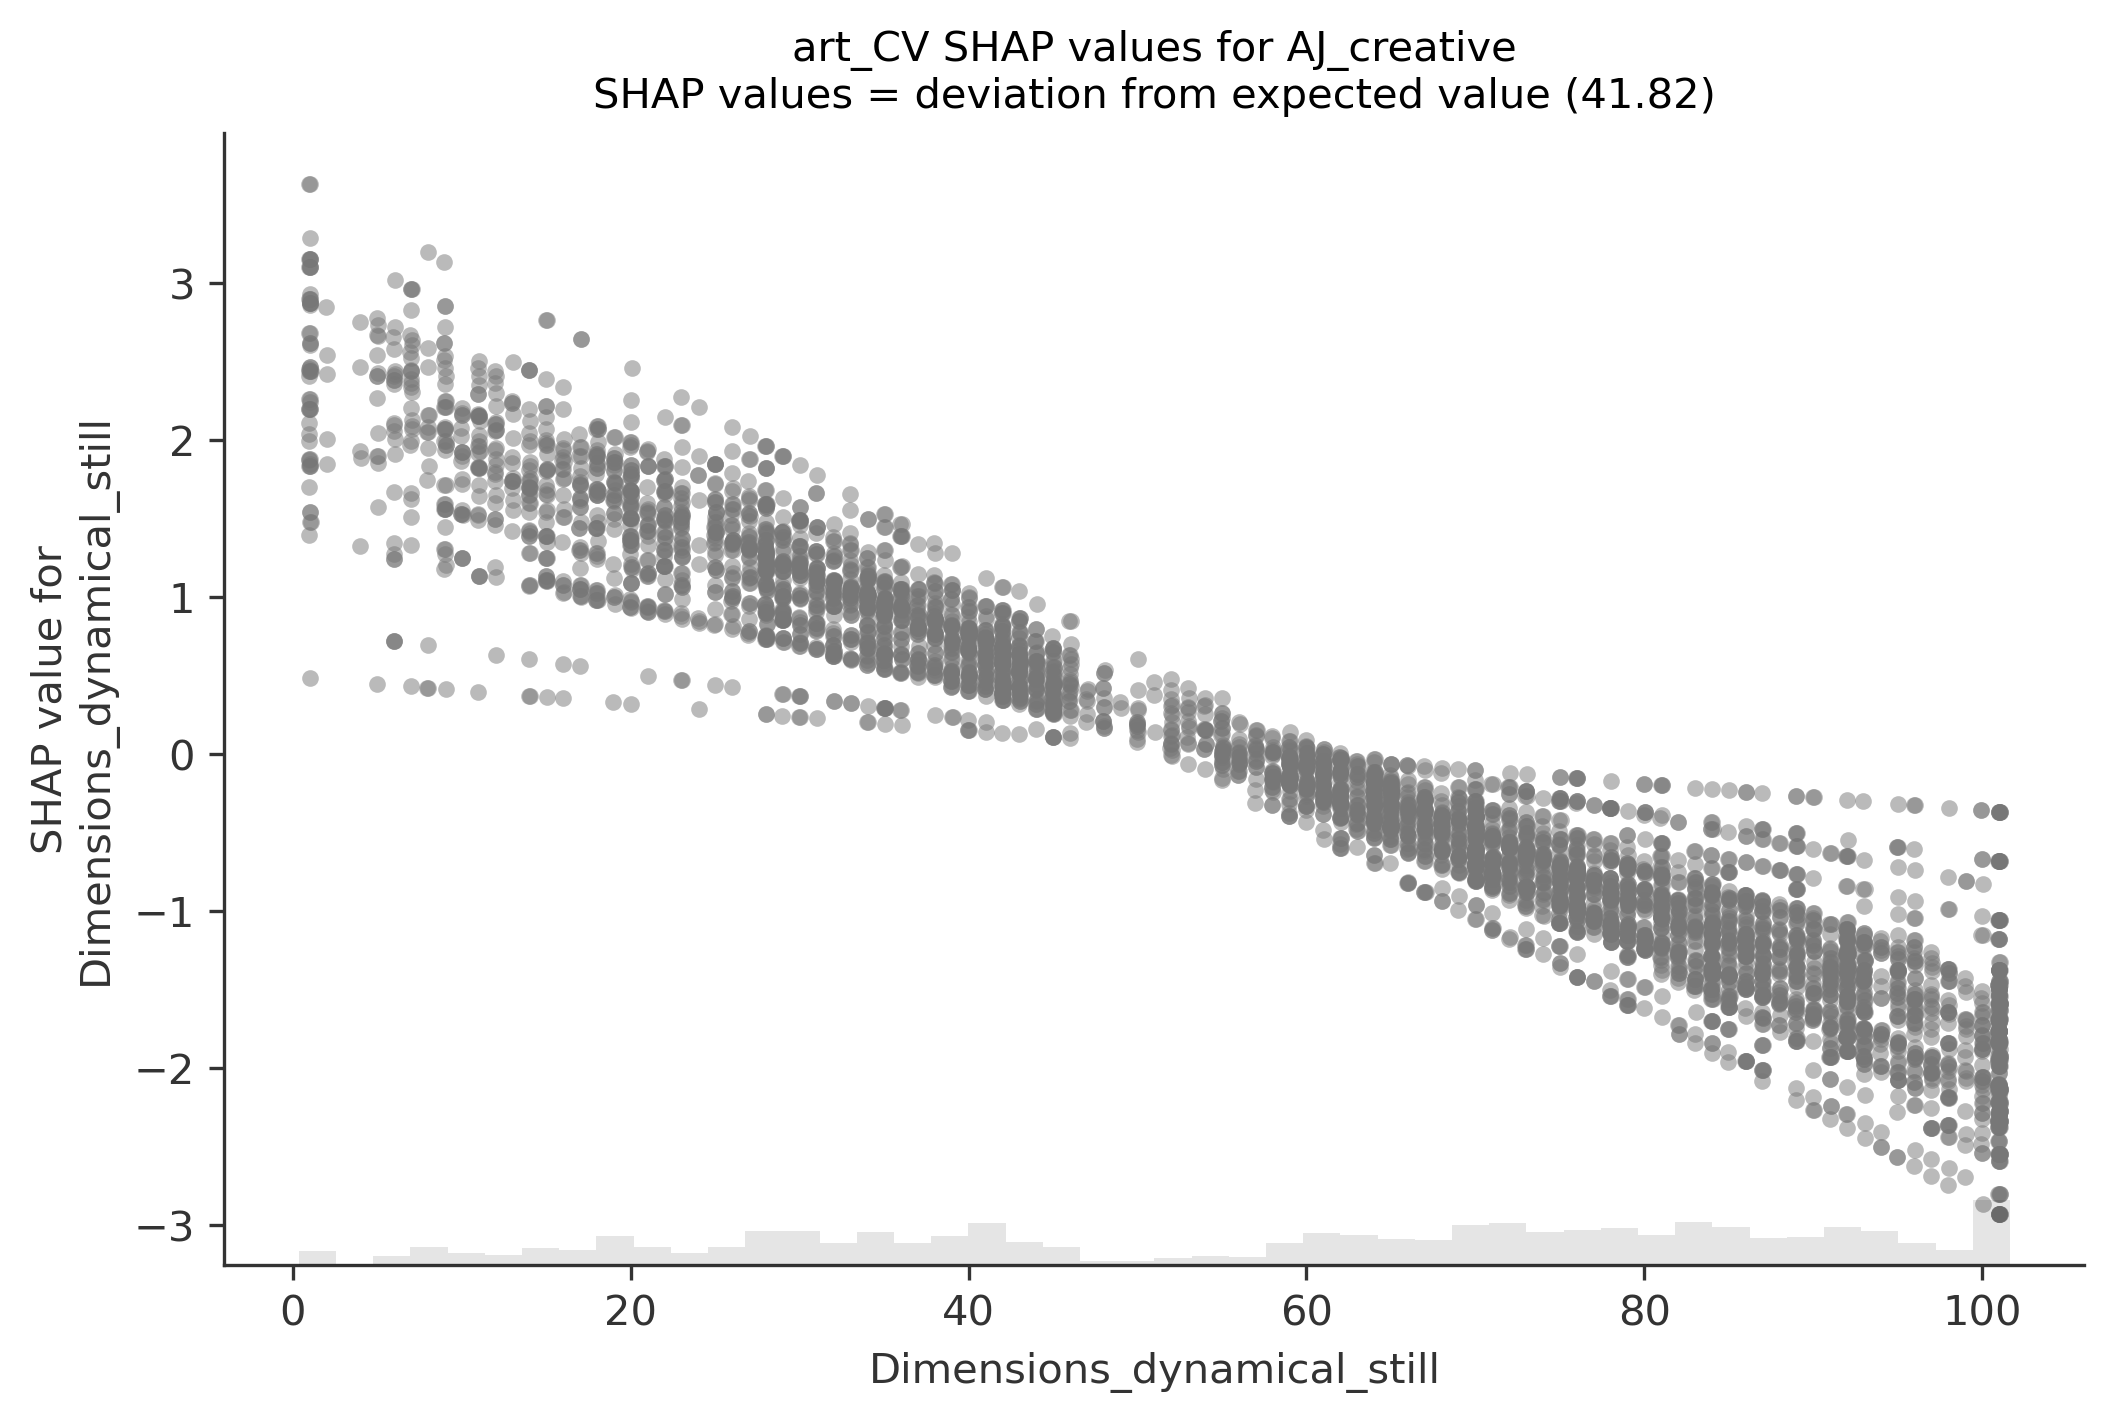 art_CV SHAP values for AJ_creative
SHAP values = deviation from expected value (41.82)
SHAP value for
Dimensions_dynamical_still
3
2
1
0
−1
−2
−3
0 20 40 60 80 100
Dimensions_dynamical_still